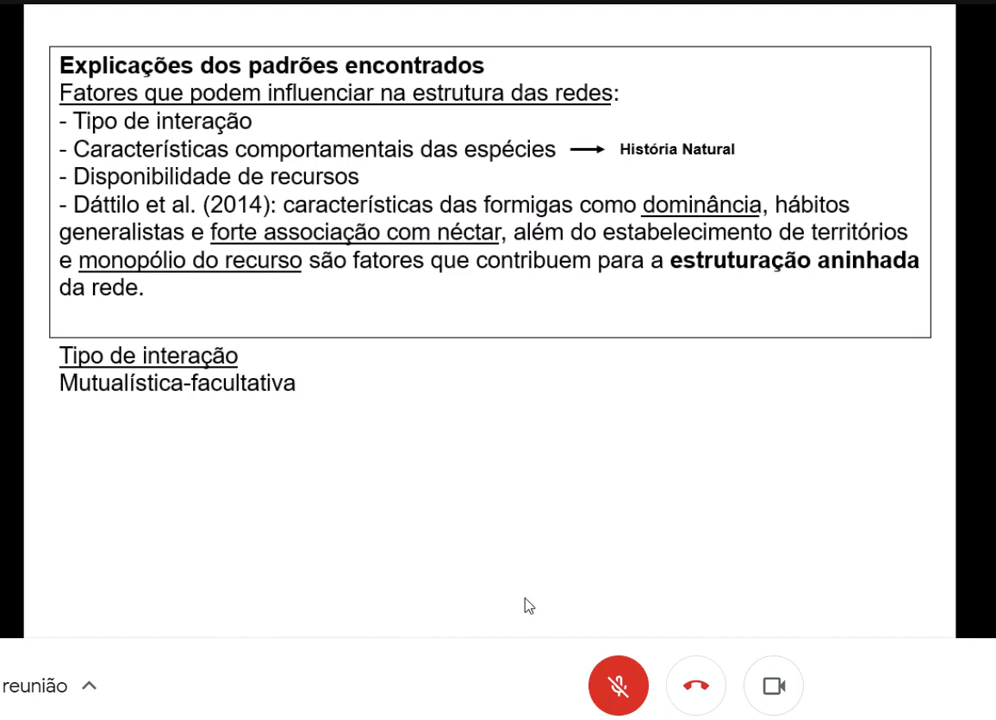 Explicações dos padrões encontrados
Fatores que podem influenciar na estrutura das redes:
- Tipo de interação
- Características comportamentais das espécies → História Natural
- Disponibilidade de recursos
- Dáttilo et al. (2014): características das formigas como dominância, hábitos
generalistas e forte associação com néctar, além do estabelecimento de territórios
e monopólio do recurso são fatores que contribuem para a estruturação aninhada
da rede.
Tipo de interação
Mutualística-facultativa
reunião